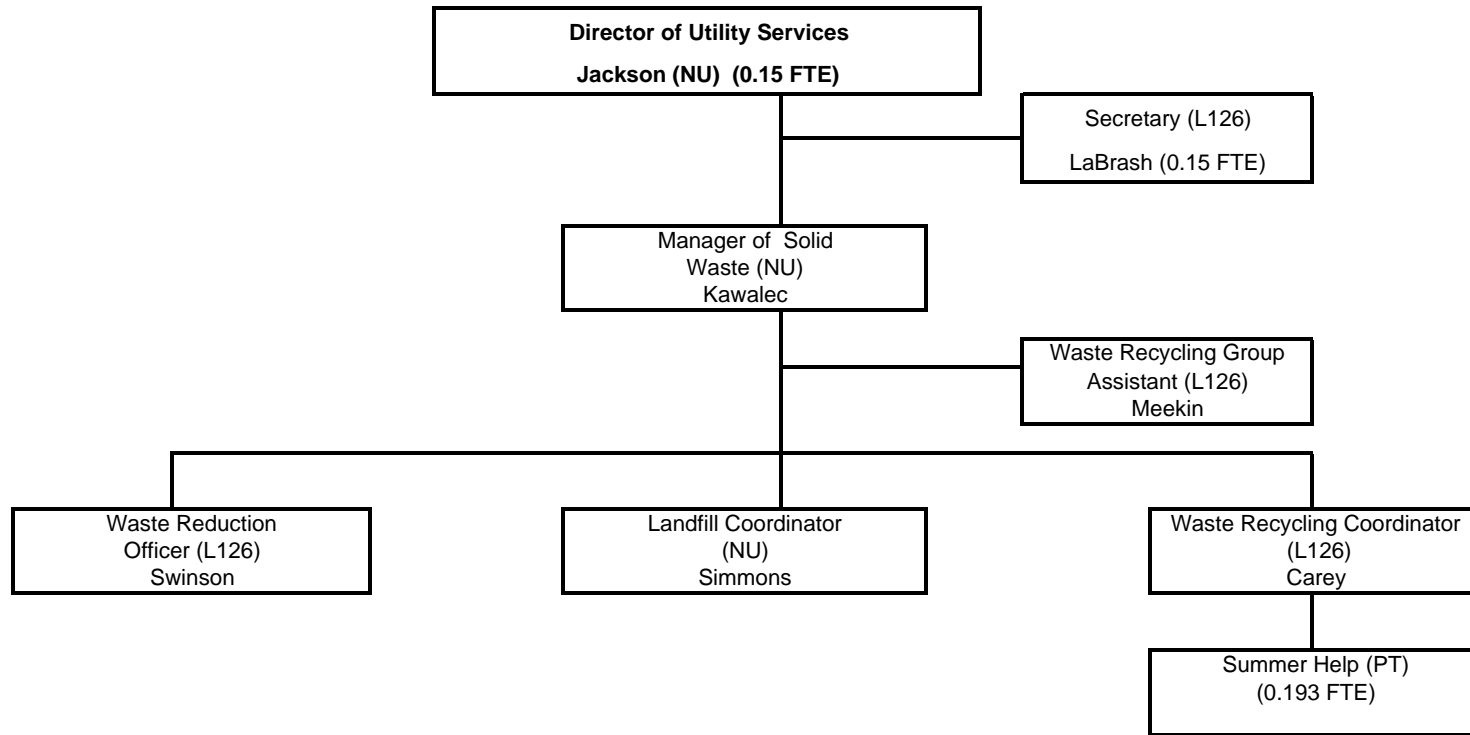 Director of Utility Services
Jackson (NU)  (0.15 FTE)
Secretary (L126)
LaBrash (0.15 FTE)
Manager of  Solid
Waste (NU)
Kawalec
Waste Recycling Group
Assistant (L126)
Meekin
Waste Reduction
Officer (L126)
Swinson
Landfill Coordinator
(NU)
Simmons
Waste Recycling Coordinator
(L126)
Carey
Summer Help (PT)
(0.193 FTE)